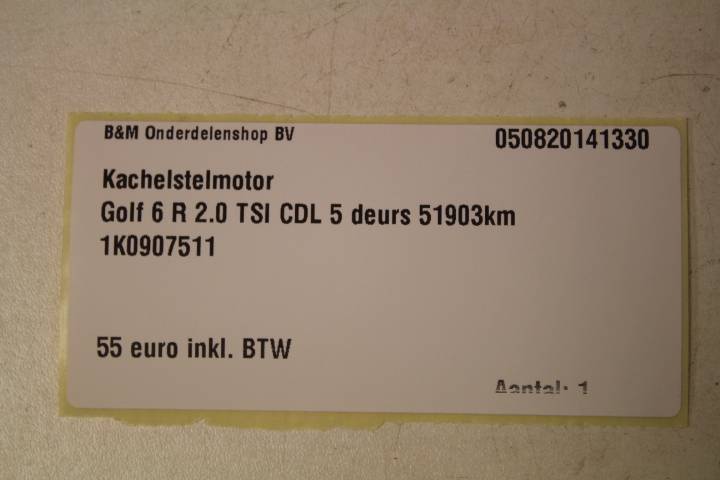 B&M Onderdelenshop BV 050820141330
Kachelstelmotor
Golf 6 R 2.0 TSI CDL 5 deurs 51903km
1K0907511
55 euro inkl. BTW
Aantal: 1